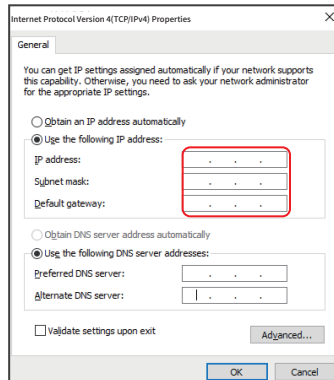 Internet Protocol Version 4(TCP/IPv4) Properties
General
You can get IP settings assigned automatically if your network supports
this capability. Otherwise, you need to ask your network administrator
for the appropriate IP settings.
Obtain an IP address automatically
Use the following IP address:
IP address:
Subnet mask:
Default gateway:
Obtain DNS server address automatically
Use the following DNS server addresses:
Preferred DNS server:
Alternate DNS server:
Validate settings upon exit
Advanced...
OK Cancel